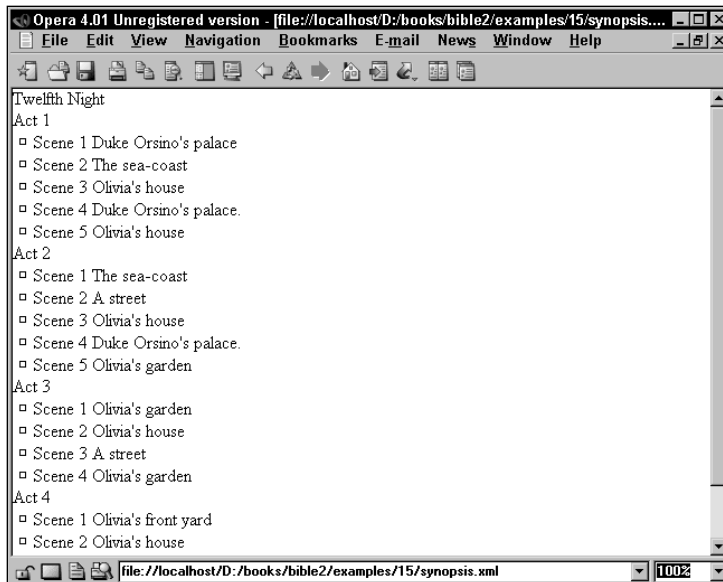 Opera 4.01 Unregistered version - [file://localhost/D:/books/bible2/examples/15/synopsis....
File Edit View Navigation Bookmarks E-mail News Window Help
Twelfth Night
Act 1
Scene 1 Duke Orsino's palace
Scene 2 The sea-coast
Scene 3 Olivia's house
Scene 4 Duke Orsino's palace.
Scene 5 Olivia's house
Act 2
Scene 1 The sea-coast
Scene 2 A street
Scene 3 Olivia's house
Scene 4 Duke Orsino's palace.
Scene 5 Olivia's garden
Act 3
Scene 1 Olivia's garden
Scene 2 Olivia's house
Scene 3 A street
Scene 4 Olivia's garden
Act 4
Scene 1 Olivia's front yard
Scene 2 Olivia's house
file://localhost/D:/books/bible2/examples/15/synopsis.xml 100%